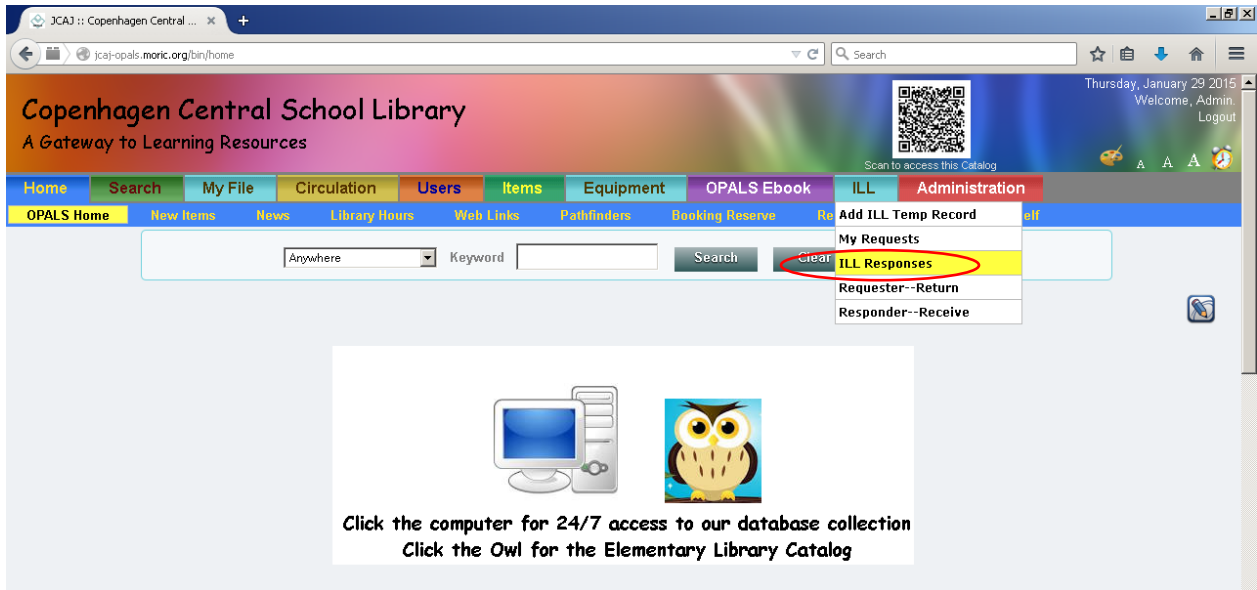 JCAJ :: Copenhagen Central ... × +
jcaj-opals.moric.org/bin/home Search
Thursday, January 29 2015
Welcome, Admin.
Logout
Copenhagen Central School Library
A Gateway to Learning Resources
Scan to access this Catalog
A A A
Home Search My File Circulation Users Items Equipment OPALS Ebook ILL Administration
OPALS Home New Items News Library Hours Web Links Pathfinders Booking Reserve Re elf
Add ILL Temp Record
My Requests
ILL Responses
Requester--Return
Responder--Receive
Anywhere Keyword Search Clear
Click the computer for 24/7 access to our database collection
Click the Owl for the Elementary Library Catalog